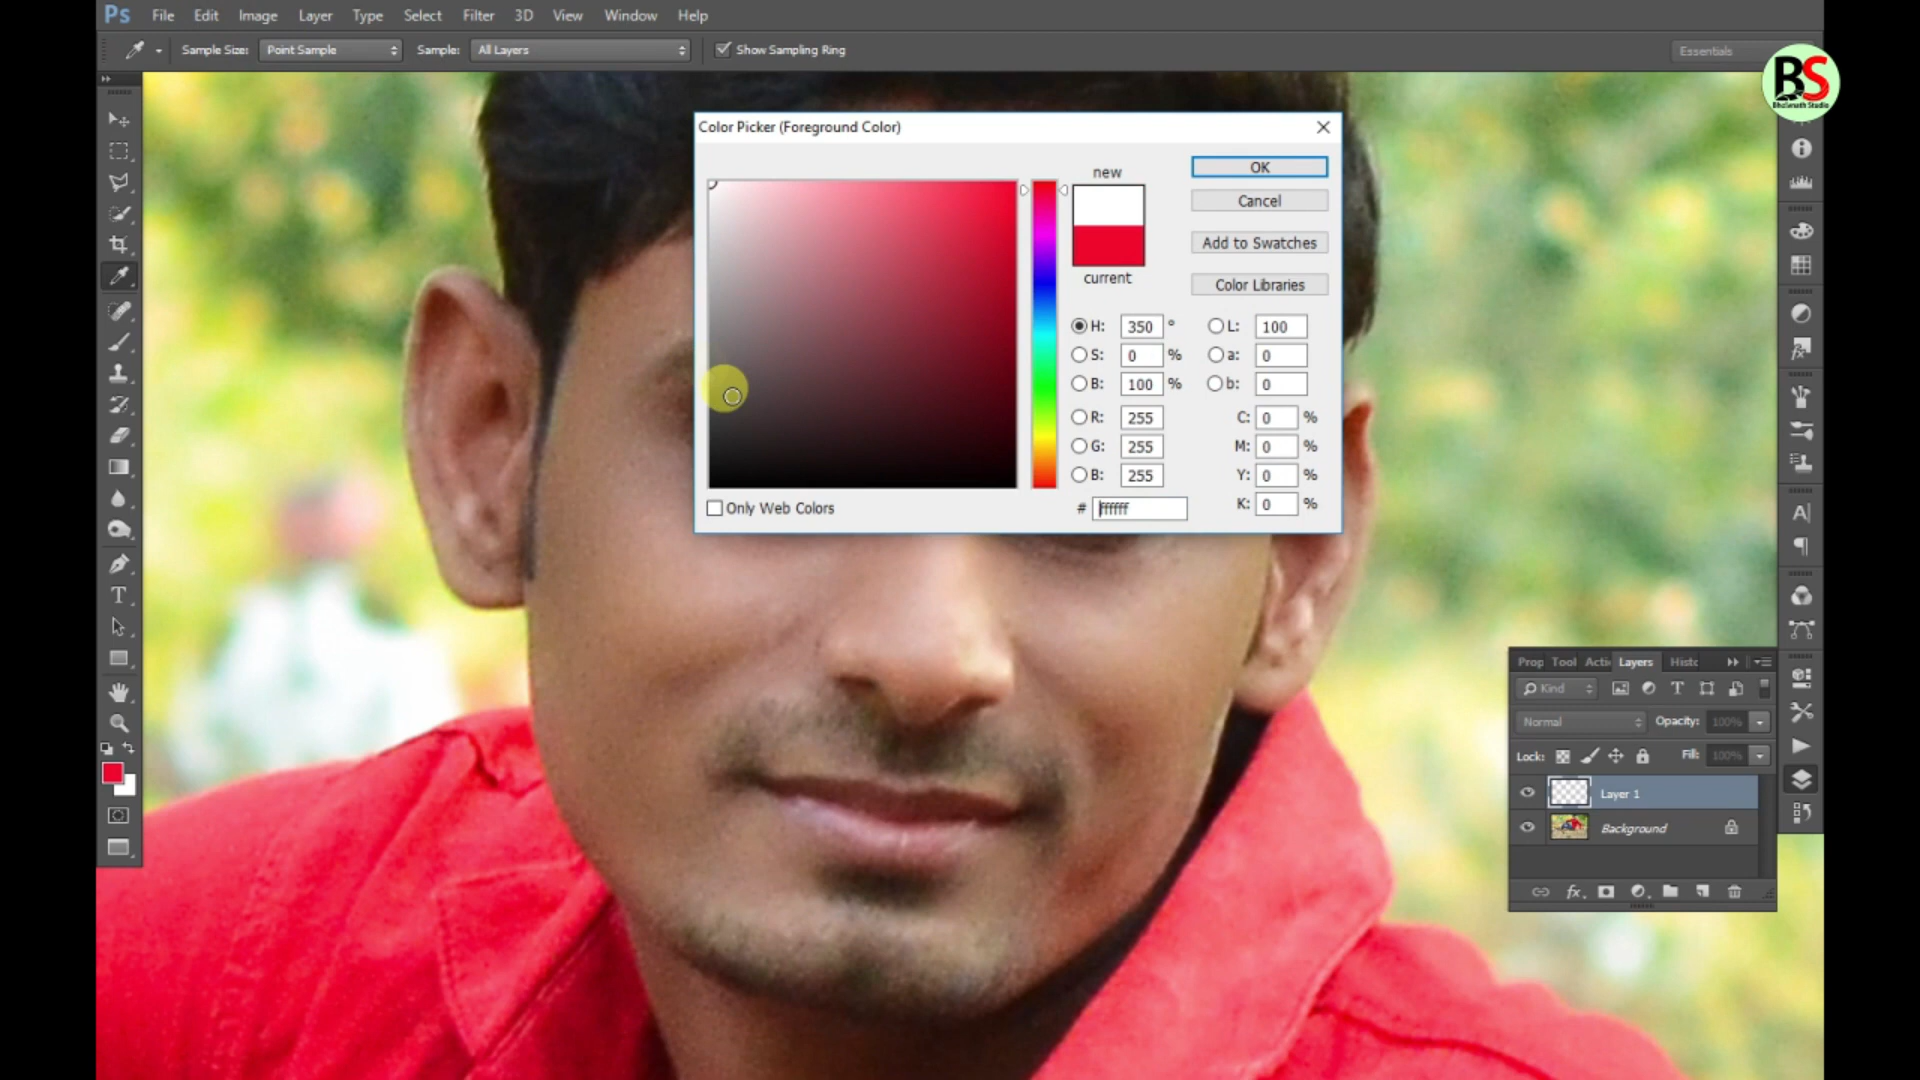 Ps File Edit Image Layer Type Select Filter 3D View Window Help
Sample Size: Point Sample Sample: All Layers Show Sampling Ring Essentials
BS
Bholenath Studio
Color Picker (Foreground Color)
new
current
OK
Cancel
Add to Swatches
Color Libraries
H: 350 ° L: 100
S: 0 % a: 0
B: 100 % b: 0
R: 255 C: 0 %
G: 255 M: 0 %
B: 255 Y: 0 %
# ffffff K: 0 %
Only Web Colors
Prop Tool Acti Layers Histo
Kind
Normal Opacity: 100%
Lock: Fill: 100%
Layer 1
Background